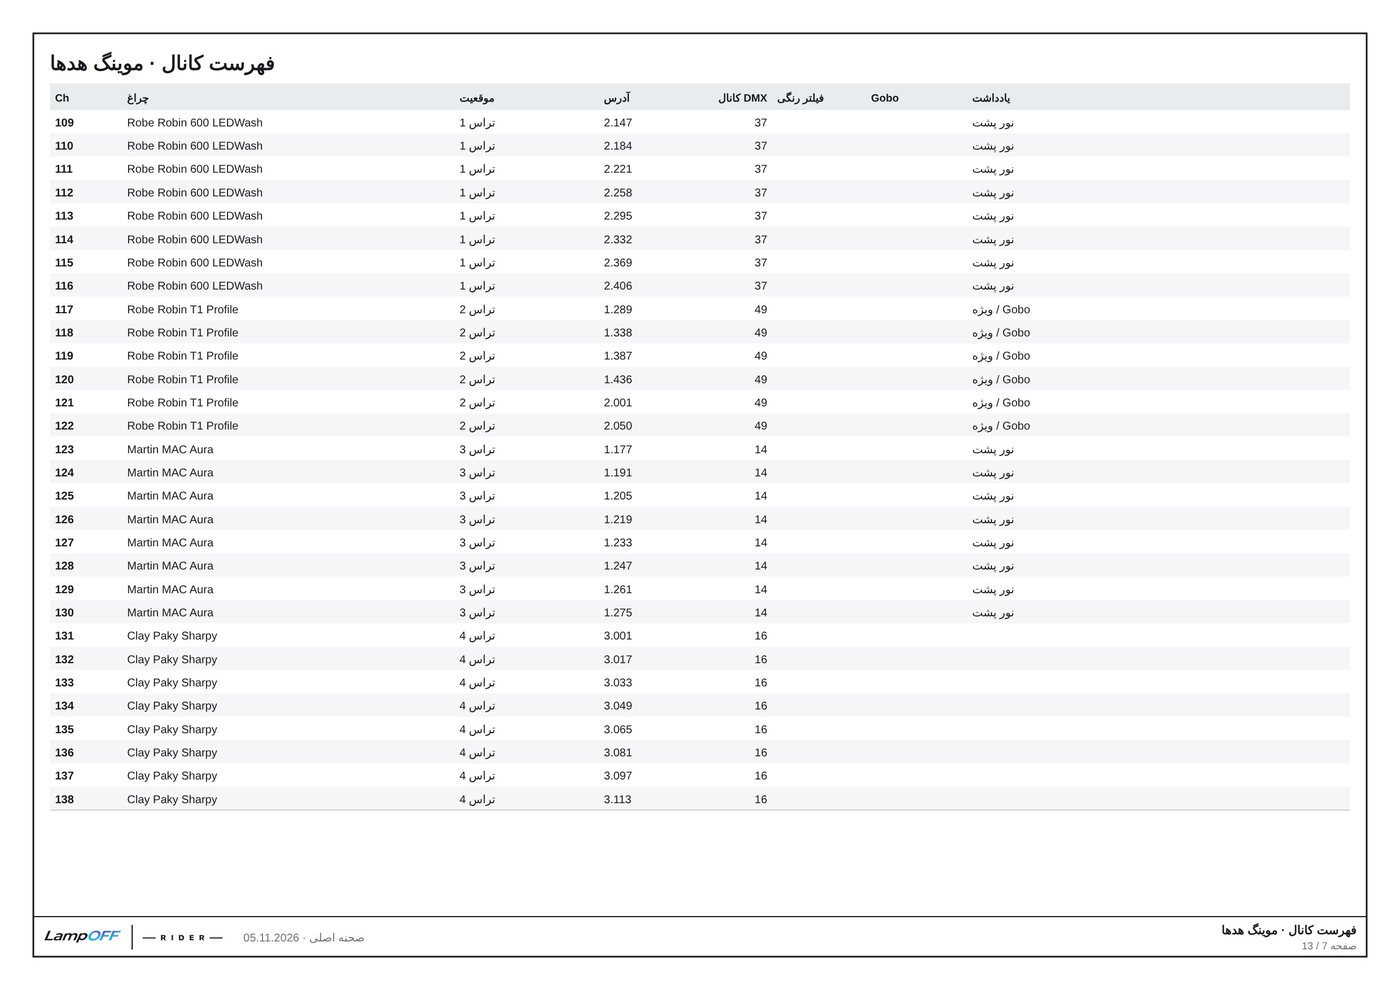 فهرست کانال · موینگ هدها
Ch چراغ موقعیت آدرس کانال DMX فیلتر رنگی Gobo یادداشت
109 Robe Robin 600 LEDWash تراس 1 2.147 37 نور پشت
110 Robe Robin 600 LEDWash تراس 1 2.184 37 نور پشت
111 Robe Robin 600 LEDWash تراس 1 2.221 37 نور پشت
112 Robe Robin 600 LEDWash تراس 1 2.258 37 نور پشت
113 Robe Robin 600 LEDWash تراس 1 2.295 37 نور پشت
114 Robe Robin 600 LEDWash تراس 1 2.332 37 نور پشت
115 Robe Robin 600 LEDWash تراس 1 2.369 37 نور پشت
116 Robe Robin 600 LEDWash تراس 1 2.406 37 نور پشت
117 Robe Robin T1 Profile تراس 2 1.289 49 ویژه / Gobo
118 Robe Robin T1 Profile تراس 2 1.338 49 ویژه / Gobo
119 Robe Robin T1 Profile تراس 2 1.387 49 ویژه / Gobo
120 Robe Robin T1 Profile تراس 2 1.436 49 ویژه / Gobo
121 Robe Robin T1 Profile تراس 2 2.001 49 ویژه / Gobo
122 Robe Robin T1 Profile تراس 2 2.050 49 ویژه / Gobo
123 Martin MAC Aura تراس 3 1.177 14 نور پشت
124 Martin MAC Aura تراس 3 1.191 14 نور پشت
125 Martin MAC Aura تراس 3 1.205 14 نور پشت
126 Martin MAC Aura تراس 3 1.219 14 نور پشت
127 Martin MAC Aura تراس 3 1.233 14 نور پشت
128 Martin MAC Aura تراس 3 1.247 14 نور پشت
129 Martin MAC Aura تراس 3 1.261 14 نور پشت
130 Martin MAC Aura تراس 3 1.275 14 نور پشت
131 Clay Paky Sharpy تراس 4 3.001 16
132 Clay Paky Sharpy تراس 4 3.017 16
133 Clay Paky Sharpy تراس 4 3.033 16
134 Clay Paky Sharpy تراس 4 3.049 16
135 Clay Paky Sharpy تراس 4 3.065 16
136 Clay Paky Sharpy تراس 4 3.081 16
137 Clay Paky Sharpy تراس 4 3.097 16
138 Clay Paky Sharpy تراس 4 3.113 16
LampOFF RIDER صحنه اصلی · 05.11.2026
فهرست کانال · موینگ هدها
صفحه 7 / 13